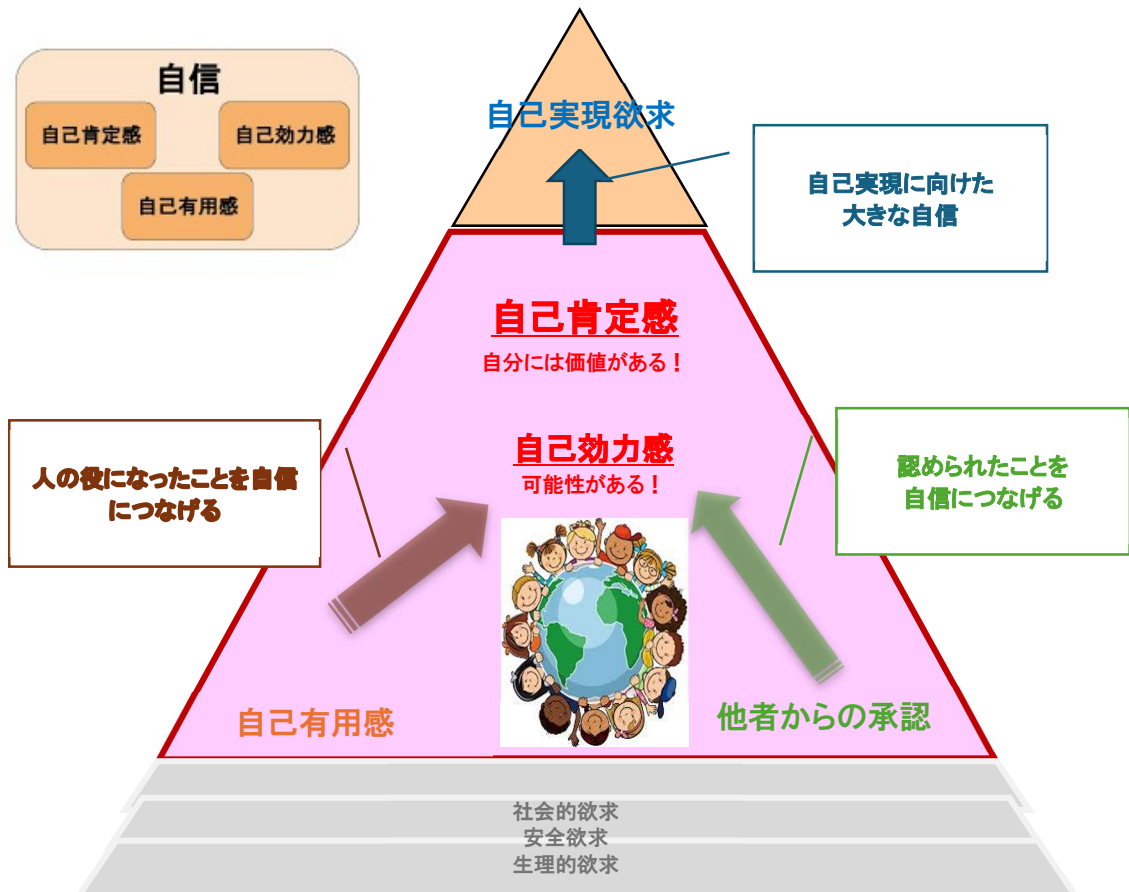 自信
自己肯定感
自己効力感
自己有用感
自己実現欲求
自己実現に向けた
大きな自信
自己肯定感
自分には価値がある！
人の役になったことを自信
につなげる
自己効力感
可能性がある！
認められたことを
自信につなげる
自己有用感
他者からの承認
社会的欲求
安全欲求
生理的欲求